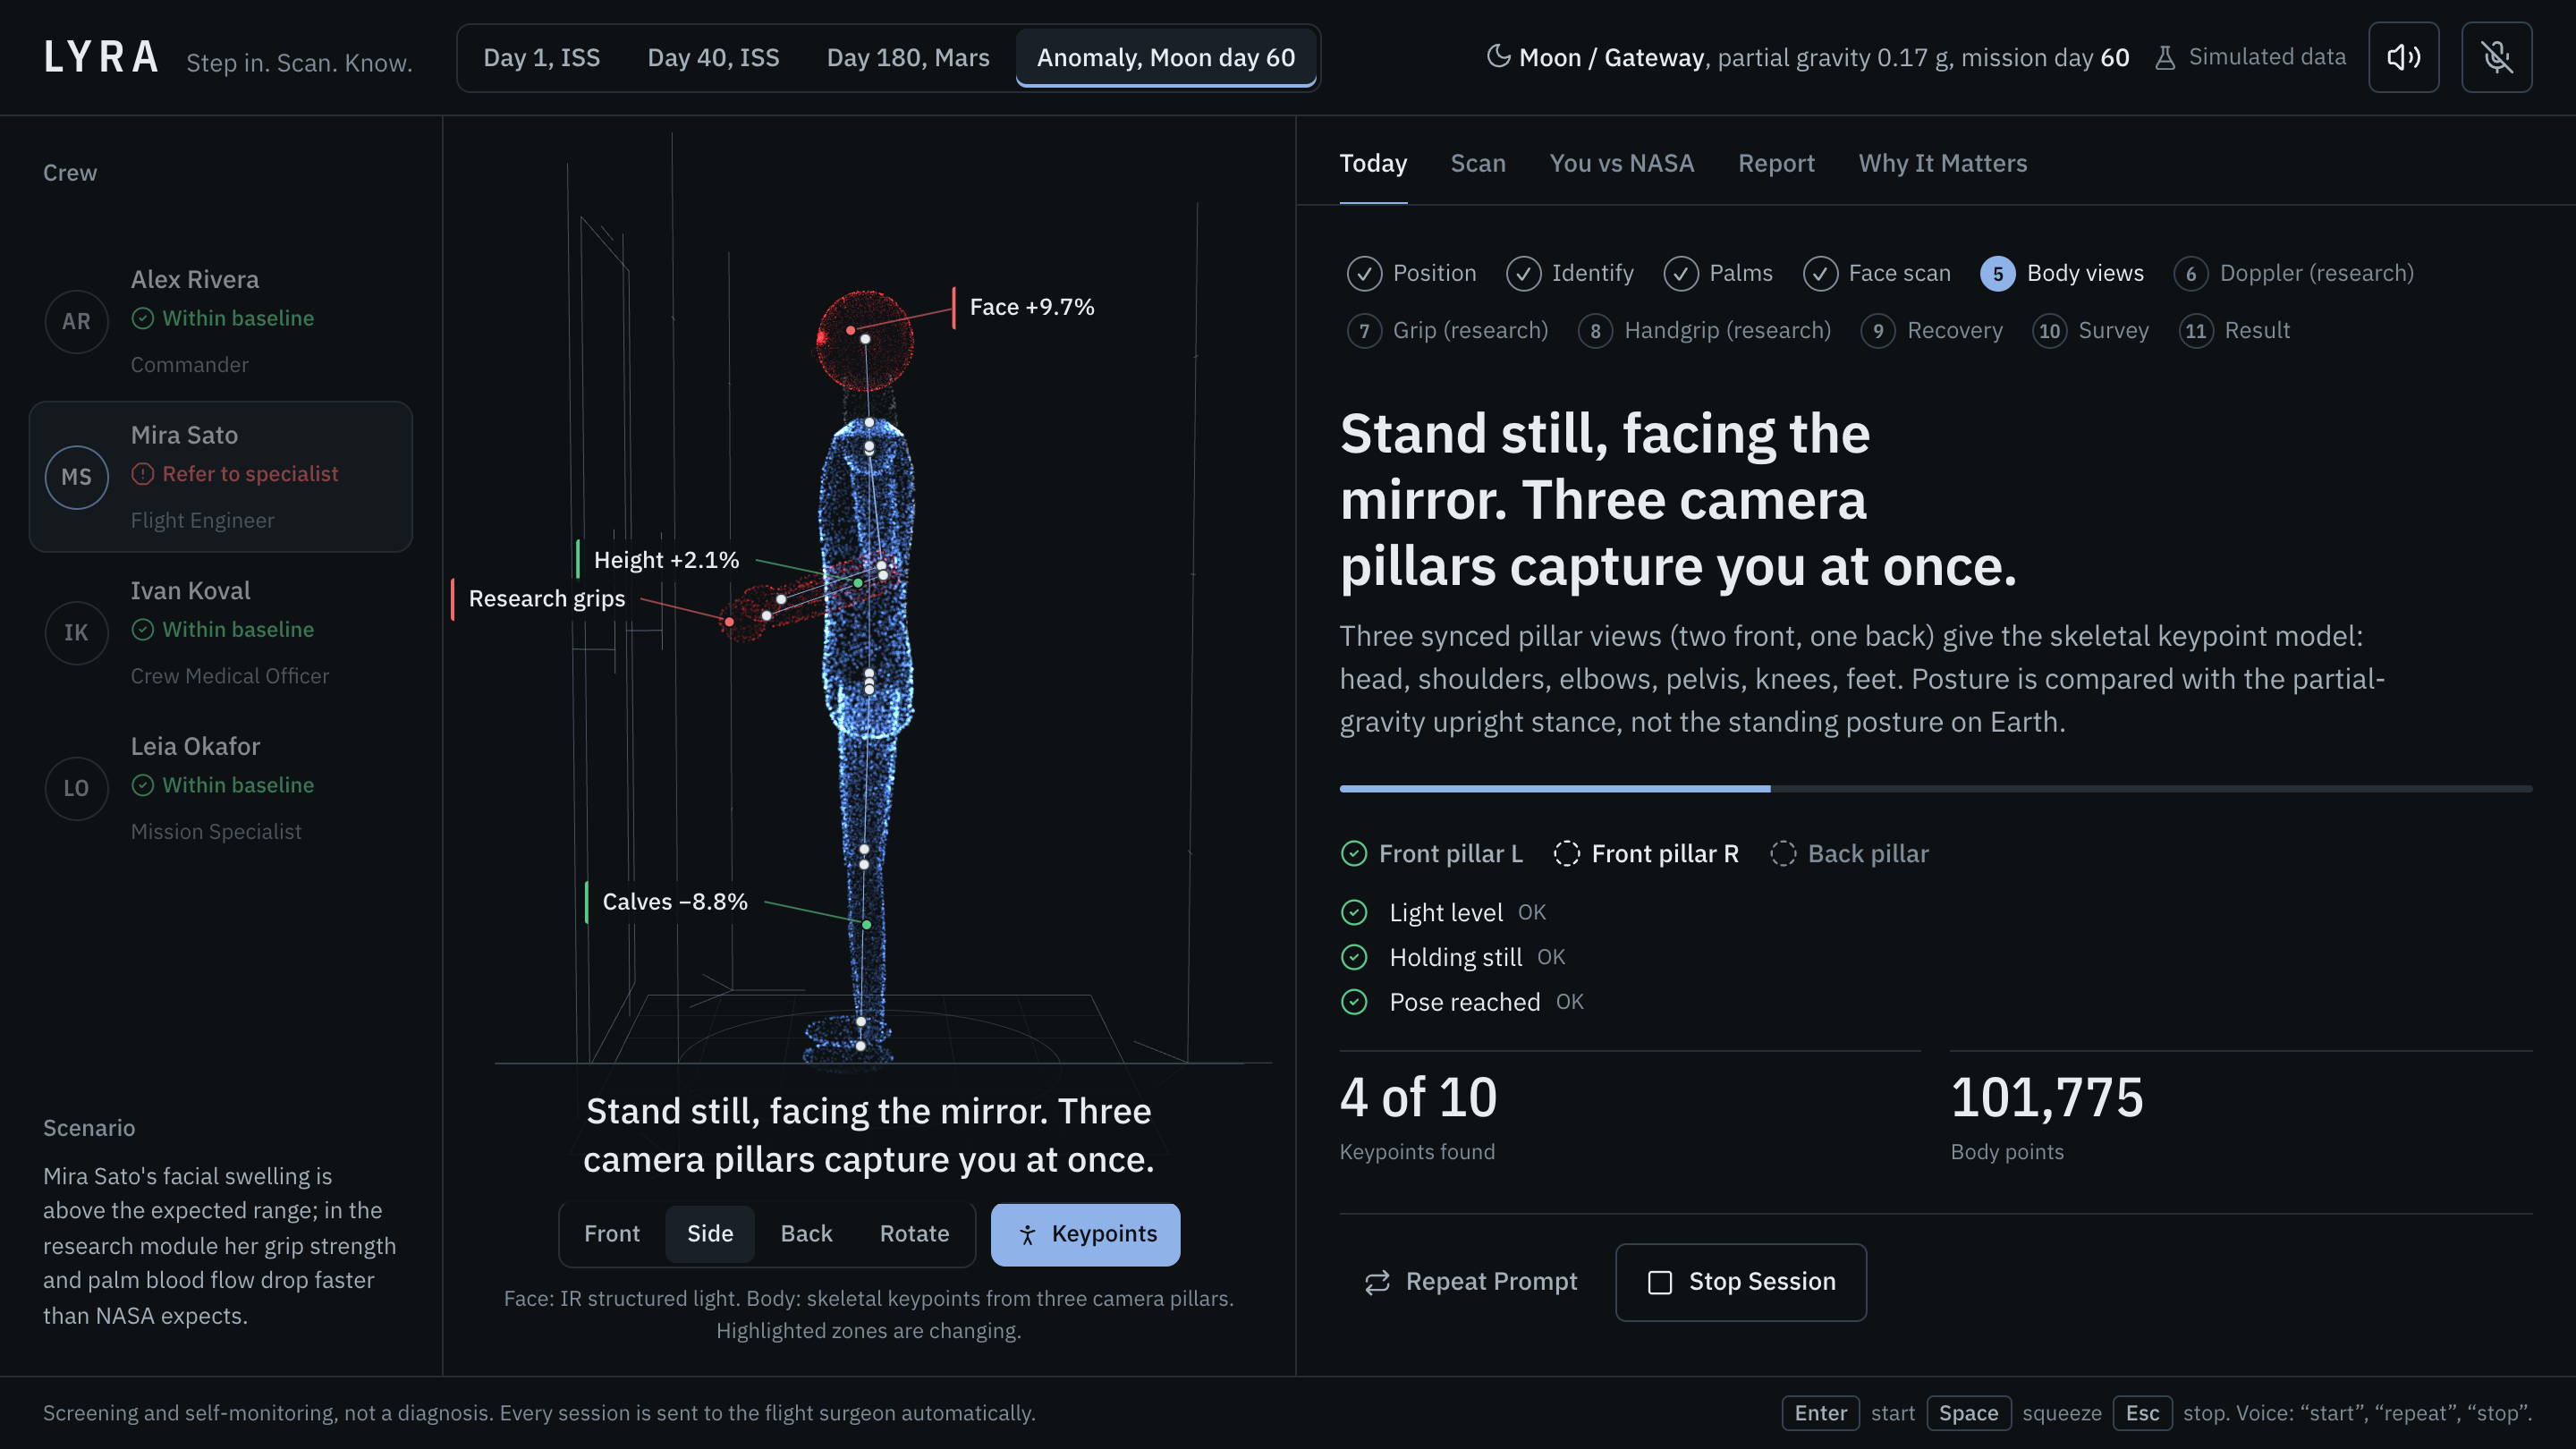 LYRA Step in. Scan. Know.
Day 1, ISS
Day 40, ISS
Day 180, Mars
Anomaly, Moon day 60
Moon / Gateway, partial gravity 0.17 g, mission day 60
Simulated data
Crew
AR
Alex Rivera
Within baseline
Commander
MS
Mira Sato
Refer to specialist
Flight Engineer
IK
Ivan Koval
Within baseline
Crew Medical Officer
LO
Leia Okafor
Within baseline
Mission Specialist
Scenario
Mira Sato's facial swelling is
above the expected range; in the
research module her grip strength
and palm blood flow drop faster
than NASA expects.
Face +9.7%
Height +2.1%
Research grips
Calves −8.8%
Stand still, facing the mirror. Three
camera pillars capture you at once.
Front
Side
Back
Rotate
Keypoints
Face: IR structured light. Body: skeletal keypoints from three camera pillars.
Highlighted zones are changing.
Today
Scan
You vs NASA
Report
Why It Matters
Position
Identify
Palms
Face scan
5 Body views
6 Doppler (research)
7 Grip (research)
8 Handgrip (research)
9 Recovery
10 Survey
11 Result
Stand still, facing the
mirror. Three camera
pillars capture you at once.
Three synced pillar views (two front, one back) give the skeletal keypoint model:
head, shoulders, elbows, pelvis, knees, feet. Posture is compared with the partial-
gravity upright stance, not the standing posture on Earth.
Front pillar L
Front pillar R
Back pillar
Light level OK
Holding still OK
Pose reached OK
4 of 10
Keypoints found
101,775
Body points
Repeat Prompt
Stop Session
Screening and self-monitoring, not a diagnosis. Every session is sent to the flight surgeon automatically.
Enter start Space squeeze Esc stop. Voice: “start”, “repeat”, “stop”.